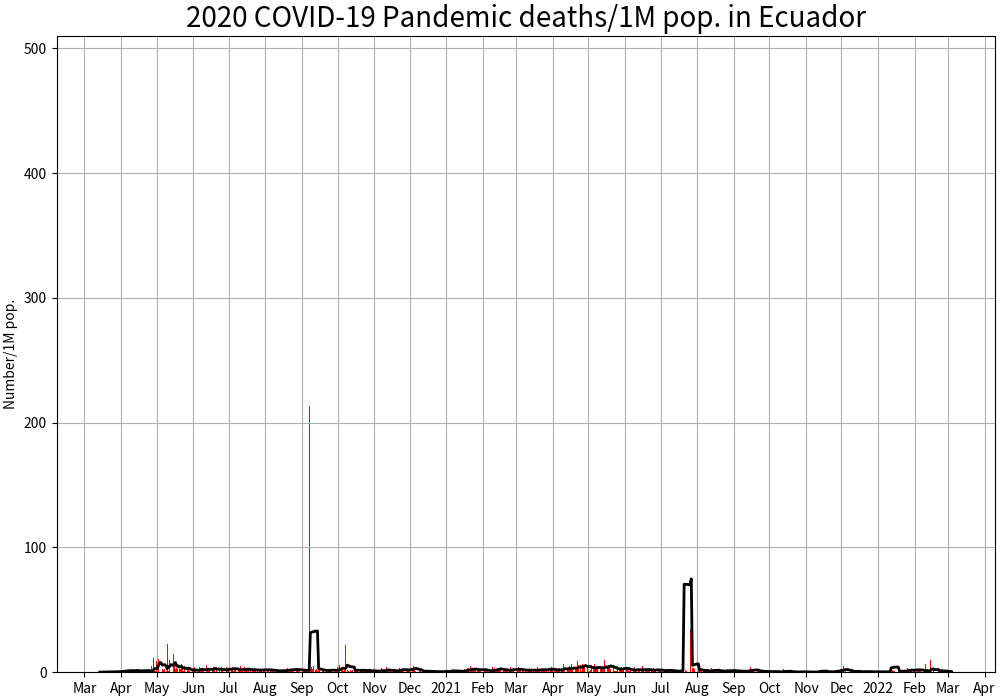 2020 COVID-19 Pandemic deaths/1M pop. in Ecuador
500
400
300
200
100
0
Number/1M pop.
Mar Apr May Jun Jul Aug Sep Oct Nov Dec 2021 Feb Mar Apr May Jun Jul Aug Sep Oct Nov Dec 2022 Feb Mar Apr